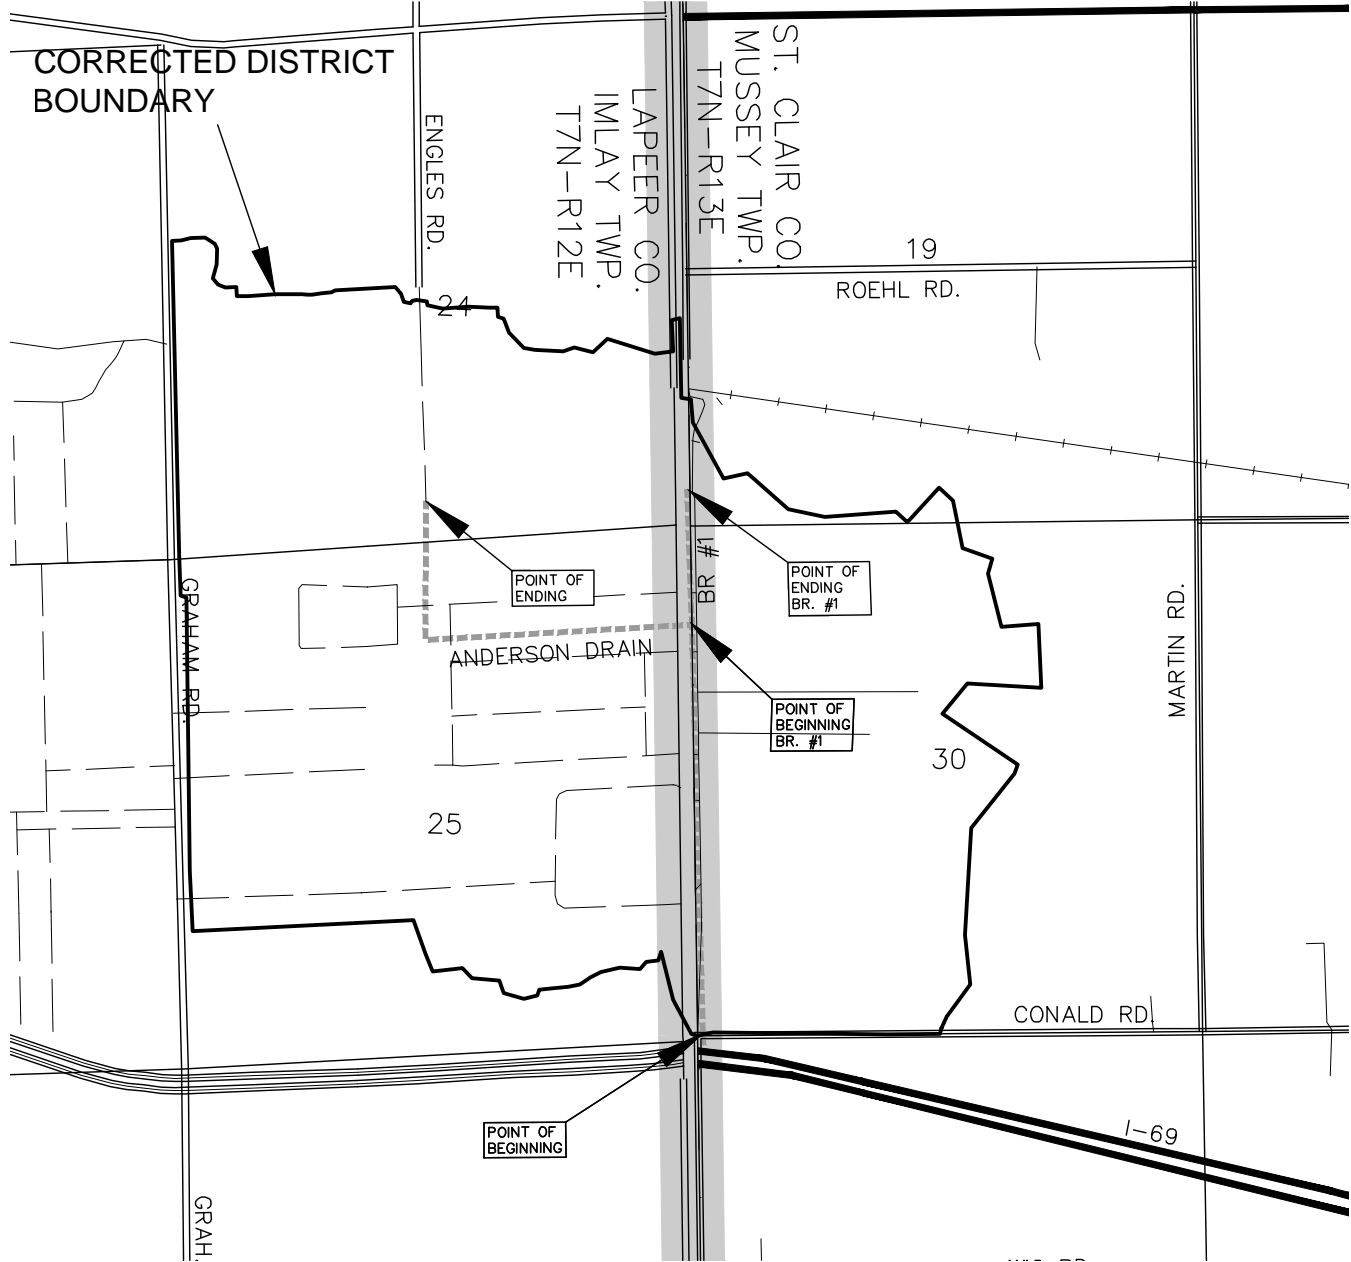 CORRECTED DISTRICT
BOUNDARY
ENGLES RD.
LAPEER CO.
IMLAY TWP.
T7N-R12E
ST. CLAIR CO.
MUSSEY TWP.
T7N-R13E
19
ROEHL RD.
24
BR #1
POINT OF
ENDING
POINT OF
ENDING
BR. #1
GRAHAM RD.
ANDERSON DRAIN
MARTIN RD.
POINT OF
BEGINNING
BR. #1
30
25
CONALD RD.
POINT OF
BEGINNING
I-69
GRAH.